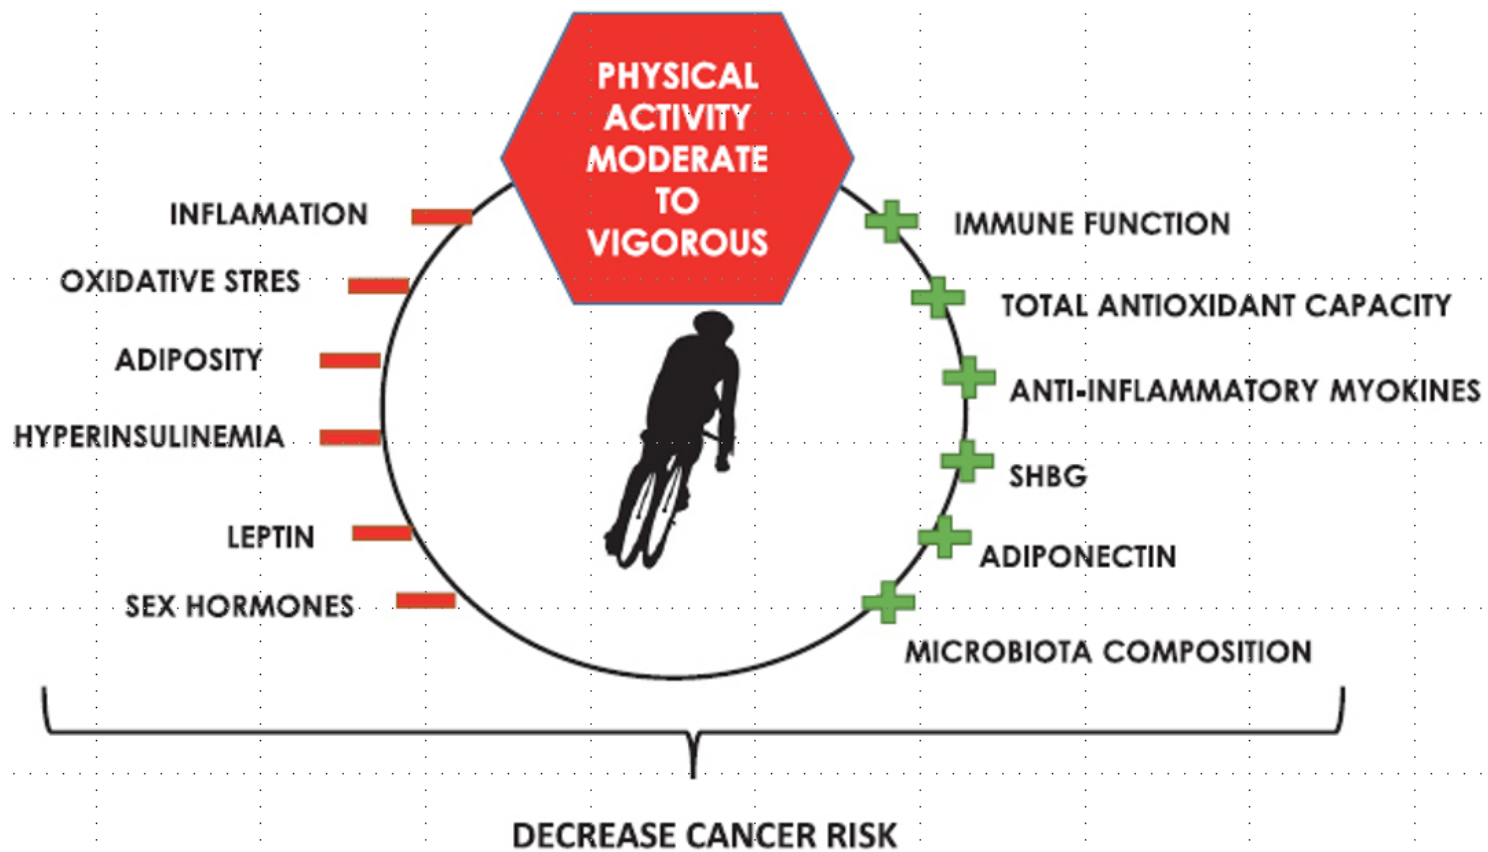 PHYSICAL
ACTIVITY
MODERATE
TO
VIGOROUS
INFLAMATION
OXIDATIVE STRES
ADIPOSITY
HYPERINSULINEMIA
LEPTIN
SEX HORMONES
IMMUNE FUNCTION
TOTAL ANTIOXIDANT CAPACITY
ANTI-INFLAMMATORY MYOKINES
SHBG
ADIPONECTIN
MICROBIOTA COMPOSITION
DECREASE CANCER RISK